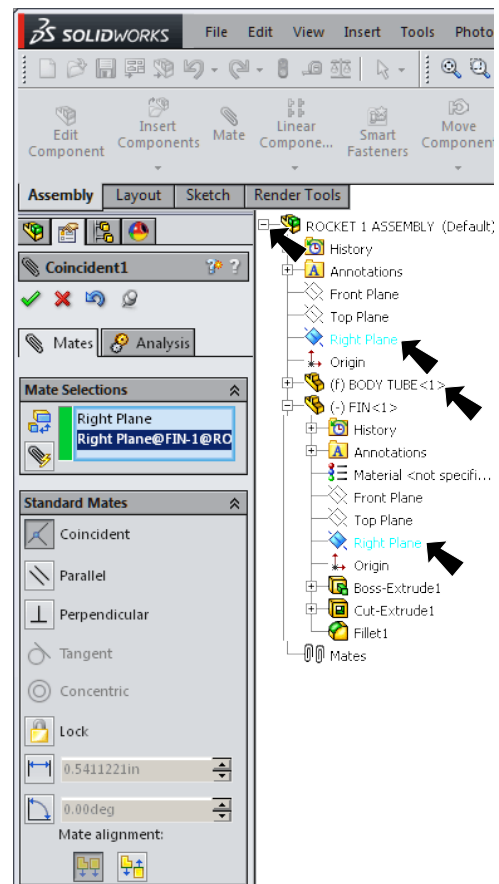 SOLIDWORKS File Edit View Insert Tools Photo
Edit Component Insert Components Mate Linear Compone... Smart Fasteners Move Component
Assembly Layout Sketch Render Tools
ROCKET 1 ASSEMBLY (Default)
History
Coincident1 ?
Annotations
Front Plane
Top Plane
Mates Analysis
Right Plane
Origin
Mate Selections
(f) BODY TUBE<1>
Right Plane
(-) FIN<1>
Right Plane@FIN-1@RO
History
Annotations
Material <not specifi...
Standard Mates
Front Plane
Coincident
Top Plane
Right Plane
Parallel
Origin
Boss-Extrude1
Perpendicular
Cut-Extrude1
Fillet1
Tangent
Mates
Concentric
Lock
0.5411221in
0.00deg
Mate alignment: